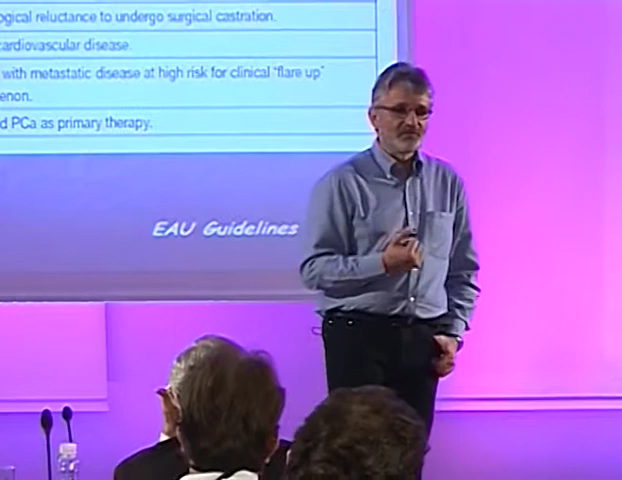 ogical reluctance to undergo surgical castration.
cardiovascular disease.
with metastatic disease at high risk for clinical "flare up"
enon.
d PCa as primary therapy.
EAU Guidelines